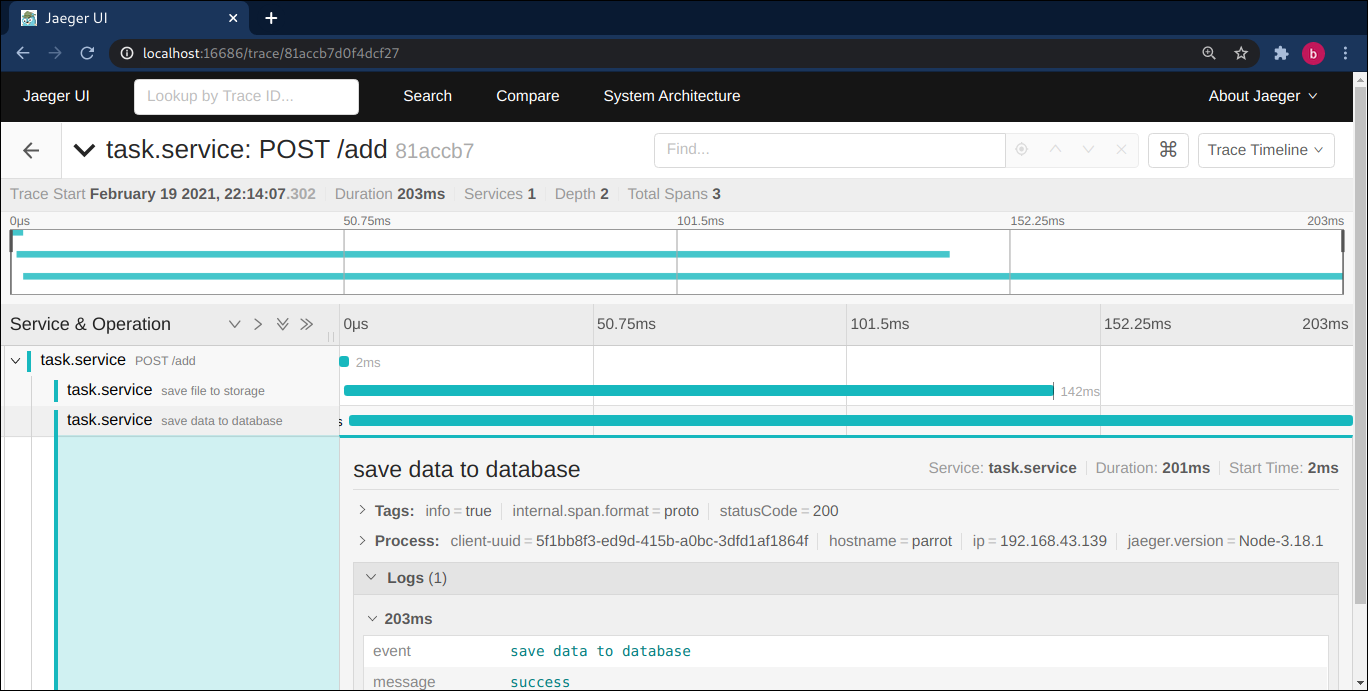 Jaeger UI
localhost:16686/trace/81accb7d0f4dcf27
b
Jaeger UI Lookup by Trace ID... Search Compare System Architecture About Jaeger
task.service: POST /add 81accb7 Find... ⌘ Trace Timeline
Trace Start February 19 2021, 22:14:07.302 Duration 203ms Services 1 Depth 2 Total Spans 3
0μs 50.75ms 101.5ms 152.25ms 203ms
Service & Operation 0μs 50.75ms 101.5ms 152.25ms 203ms
task.service POST /add 2ms
task.service save file to storage 142ms
task.service save data to database s
save data to database Service: task.service Duration: 201ms Start Time: 2ms
Tags: info = true internal.span.format = proto statusCode = 200
Process: client-uuid = 5f1bb8f3-ed9d-415b-a0bc-3dfd1af1864f hostname = parrot ip = 192.168.43.139 jaeger.version = Node-3.18.1
Logs (1)
203ms
event save data to database
message success